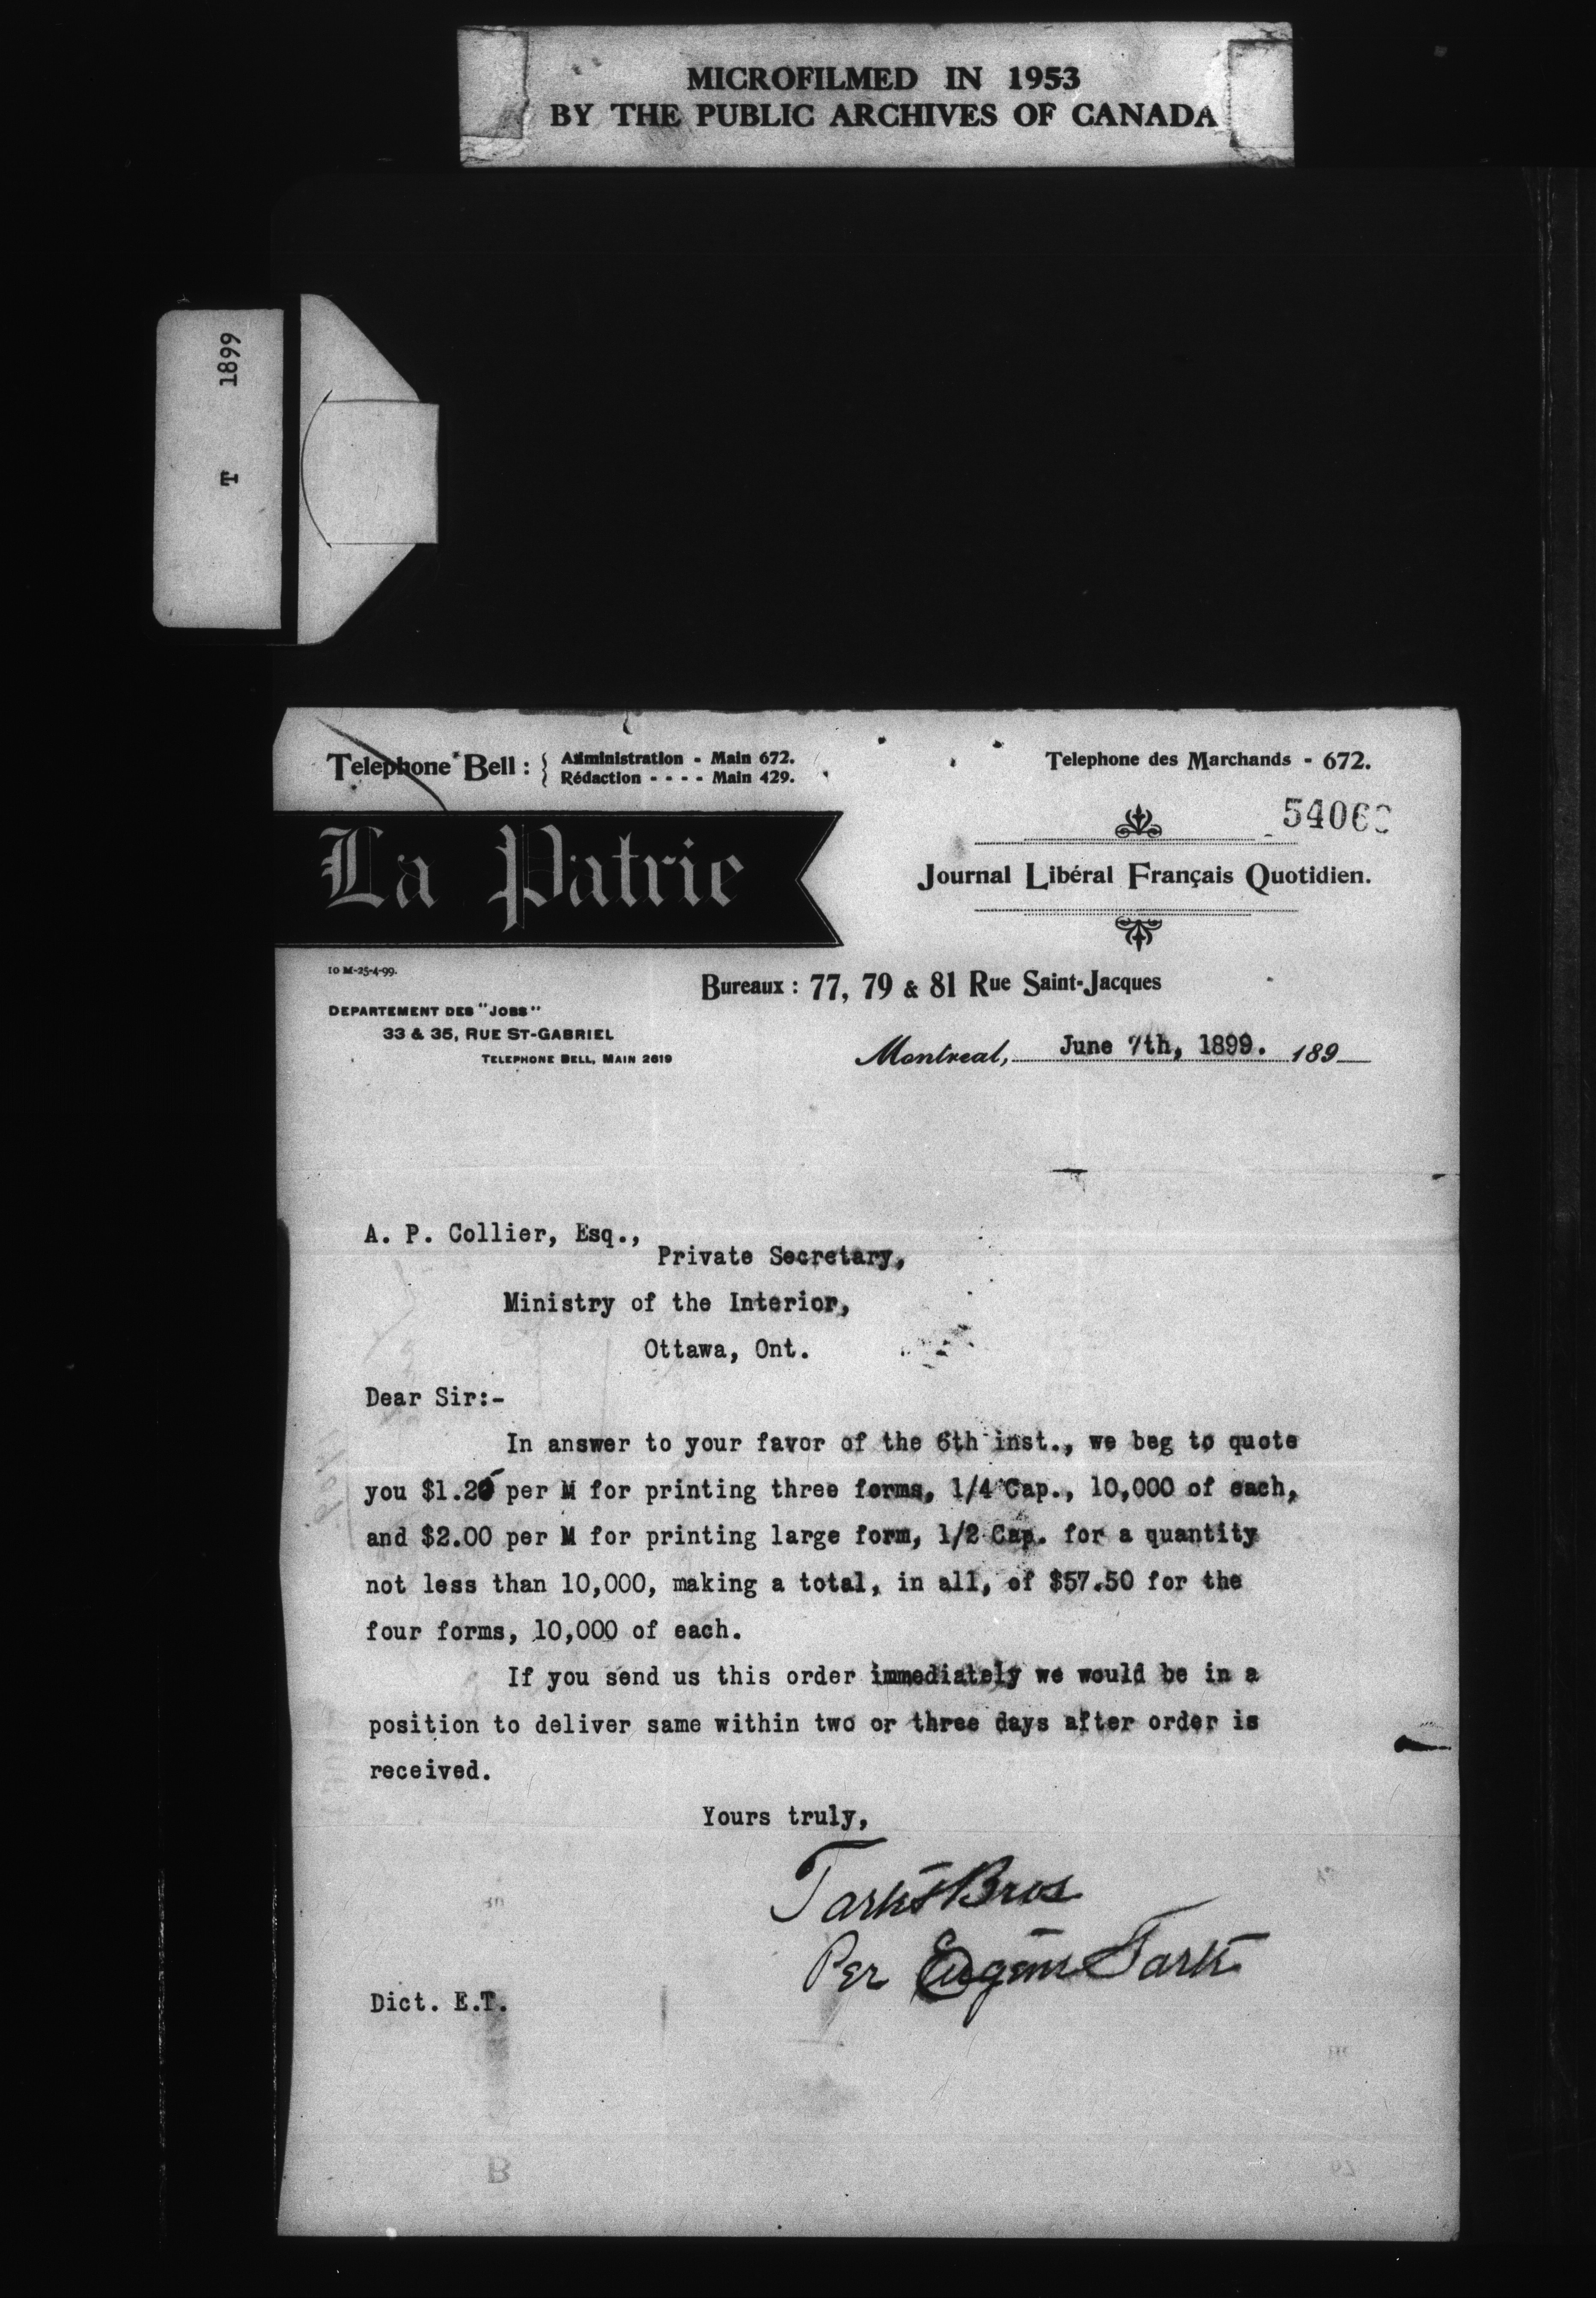 MICROFILMED IN 1953
BY THE PUBLIC ARCHIVES OF CANADA
T 1899
Telephone Bell : { Administration - Main 672.
Rédaction - - - - Main 429.
Telephone des Marchands - 672.
La Patrie
Journal Libéral Français Quotidien.
10 M-25-4-99.
Bureaux : 77, 79 & 81 Rue Saint-Jacques
DEPARTEMENT DES "JOBS"
33 & 35, RUE ST-GABRIEL
TELEPHONE BELL, MAIN 2619
Montreal, June 7th, 1899. 189
A. P. Collier, Esq.,
Private Secretary,
Ministry of the Interior,
Ottawa, Ont.
Dear Sir:-
In answer to your favor of the 6th inst., we beg to quote
you $1.25 per M for printing three forms, 1/4 Cap., 10,000 of each,
and $2.00 per M for printing large form, 1/2 Cap. for a quantity
not less than 10,000, making a total, in all, of $57.50 for the
four forms, 10,000 of each.
If you send us this order immediately we would be in a
position to deliver same within two or three days after order is
received.
Yours truly,
Bros
Per
Dict. E.T.